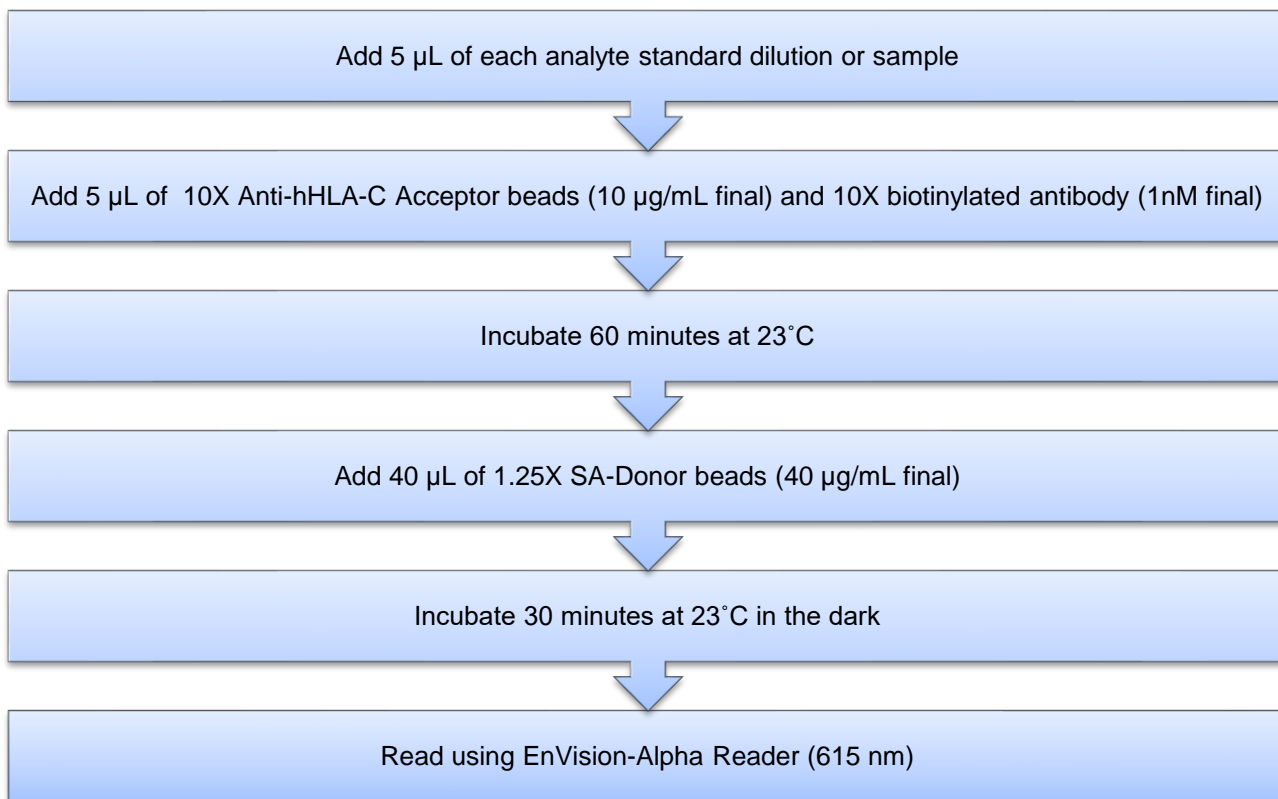 Add 5 µL of each analyte standard dilution or sample
Add 5 µL of  10X Anti-hHLA-C Acceptor beads (10 µg/mL final) and 10X biotinylated antibody (1nM final)
Incubate 60 minutes at 23˚C
Add 40 µL of 1.25X SA-Donor beads (40 µg/mL final)
Incubate 30 minutes at 23˚C in the dark
Read using EnVision-Alpha Reader (615 nm)